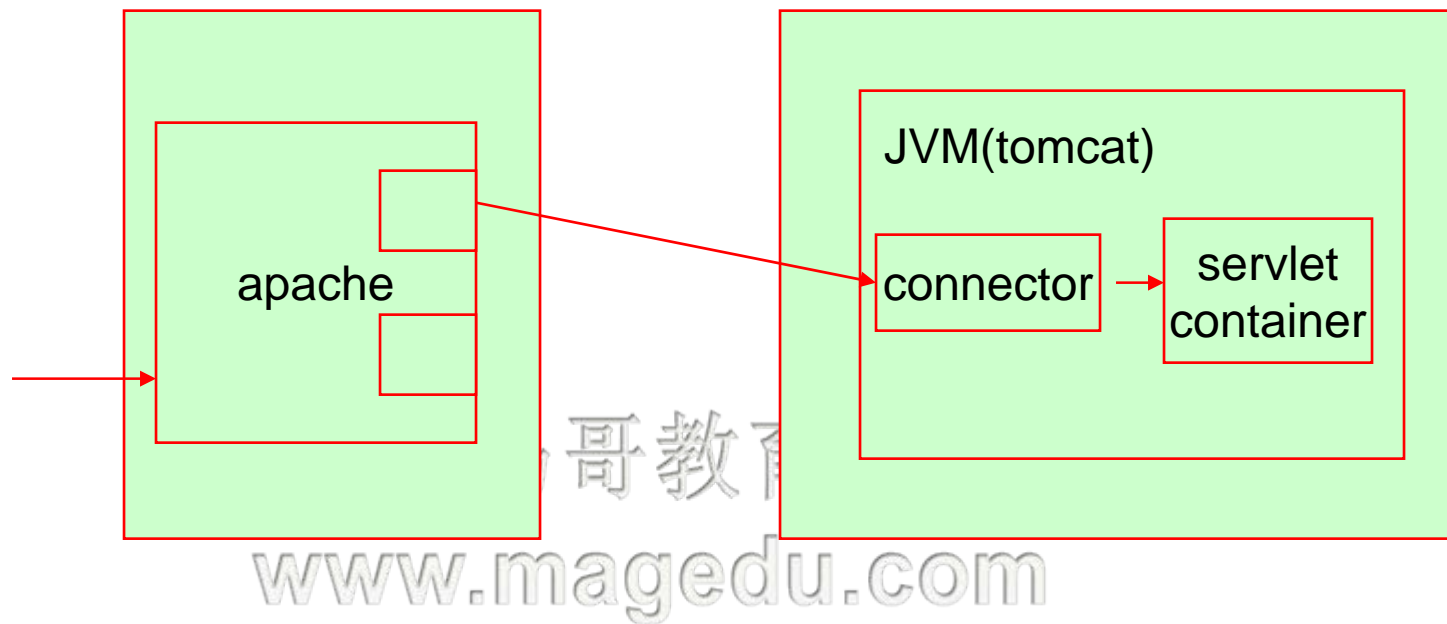 JVM(tomcat)
apache
connector
servlet
container
哥教
www.magedu.com